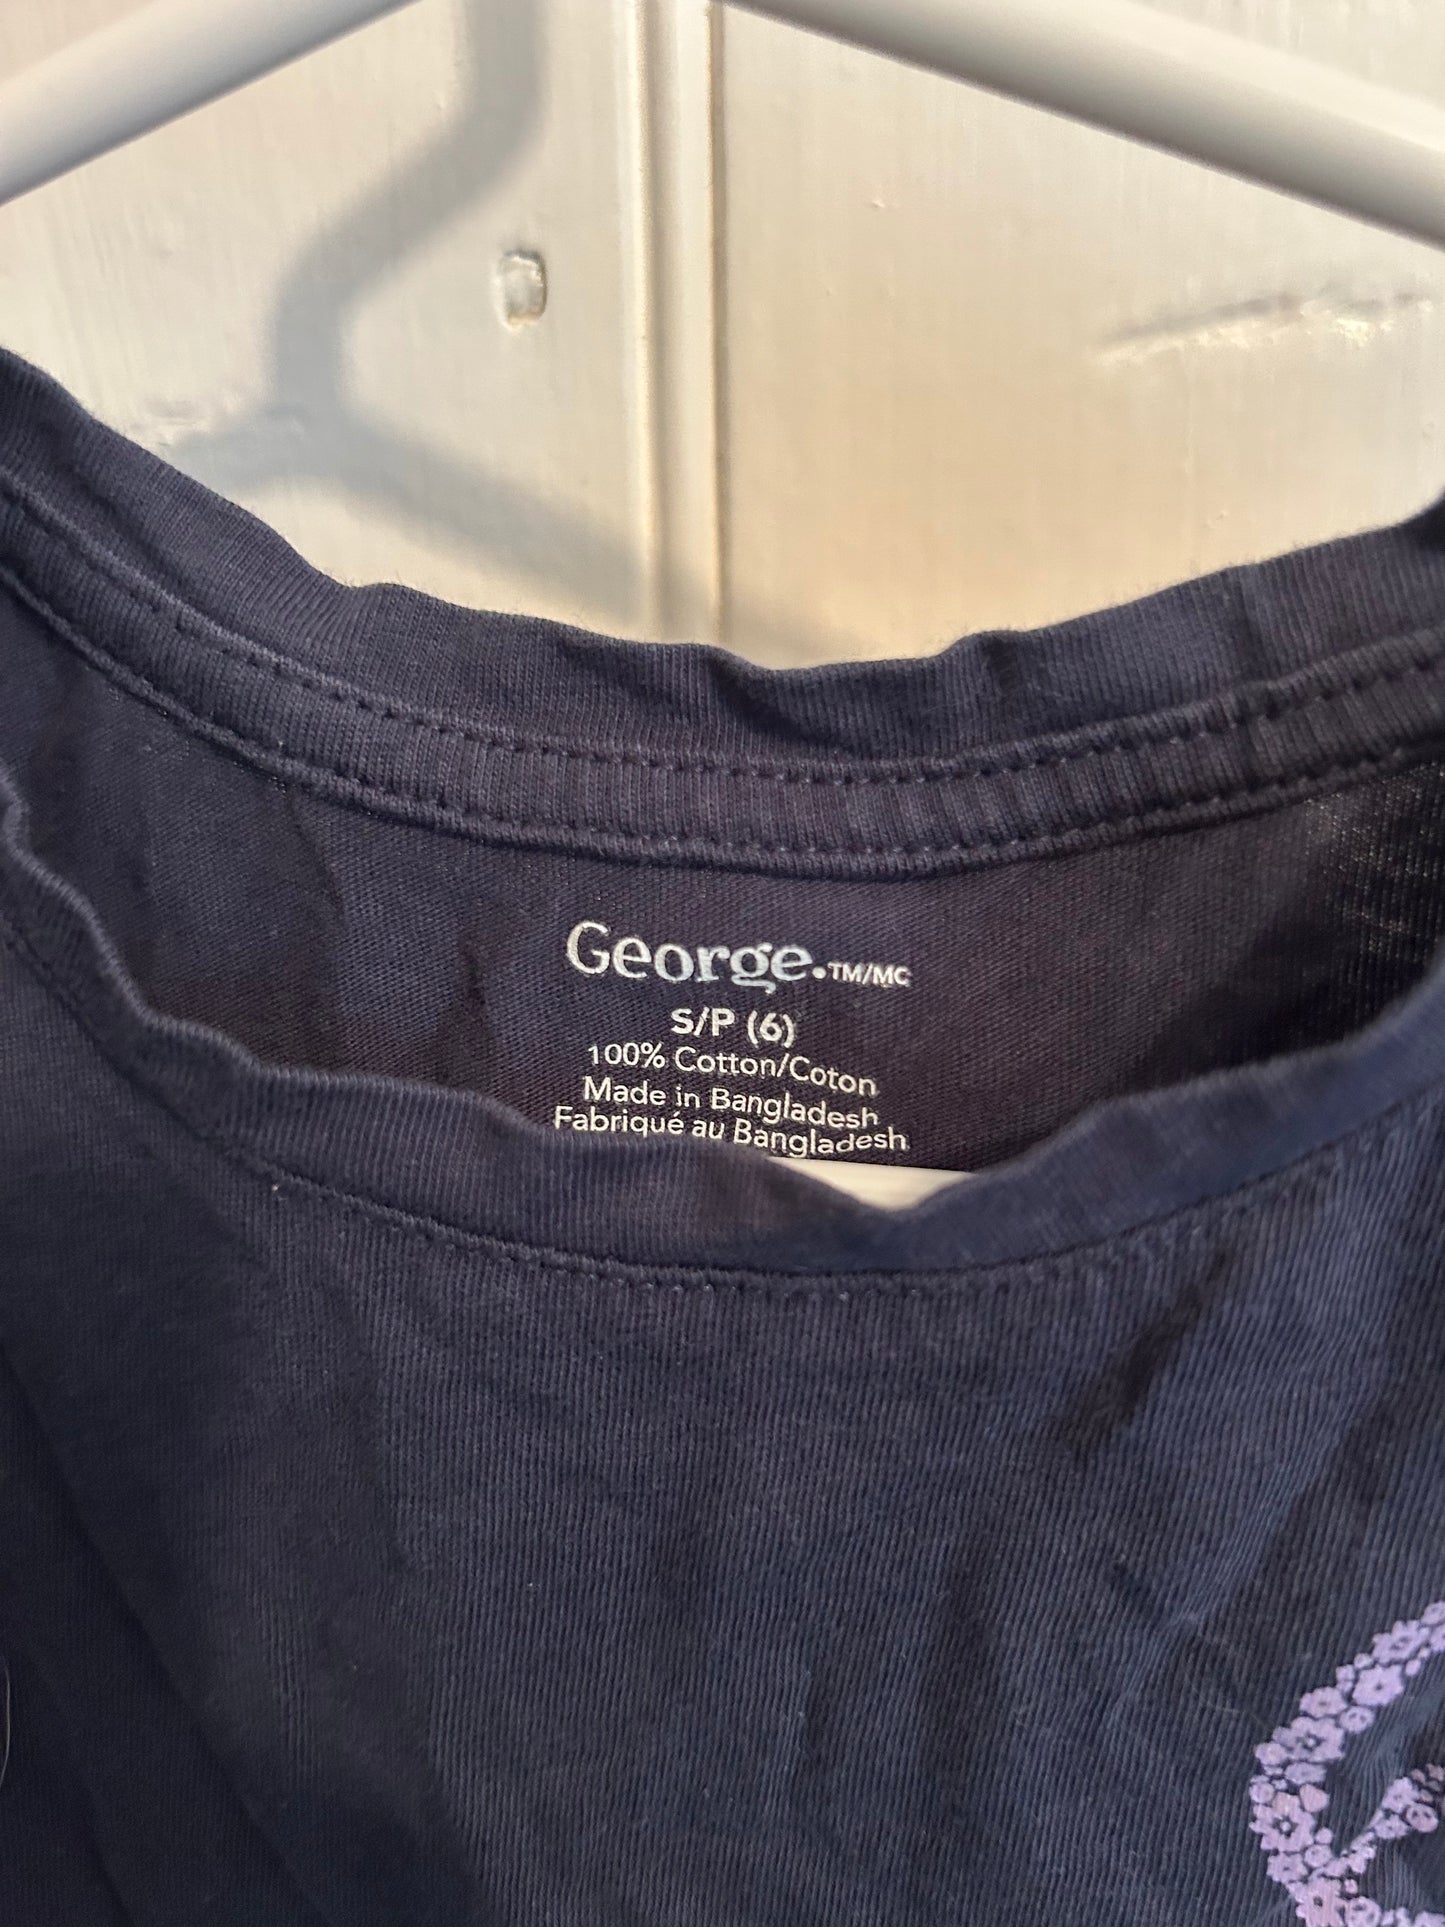 George.TM/MC
S/P (6)
100% Cotton/Coton
Made in Bangladesh
Fabriqué au Bangladesh